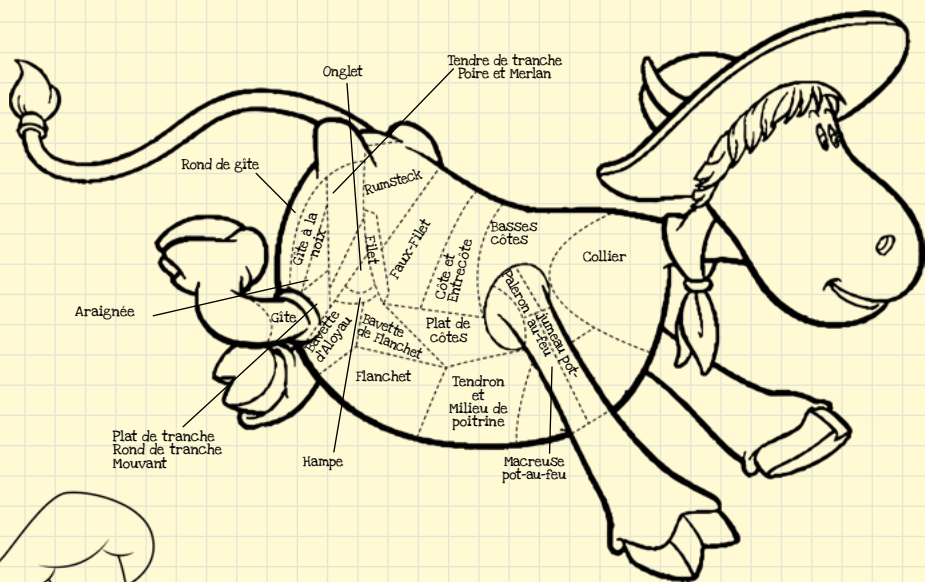 Tendre de tranche
Poire et Merlan
Onglet
Rond de gite
Rumsteck
Gite à la
noix
Filet
Faux-Filet
Côte et
Entrecôte
Basses
côtes
Collier
Paleron
Jumeau pot-
au-feu
Araignée
Gite
Bavette
d'Aloyau
Bavette
de Flanchet
Plat de
côtes
Flanchet
Tendron
et
Milieu de
poitrine
Plat de tranche
Rond de tranche
Mouvant
Hampe
Macreuse
pot-au-feu